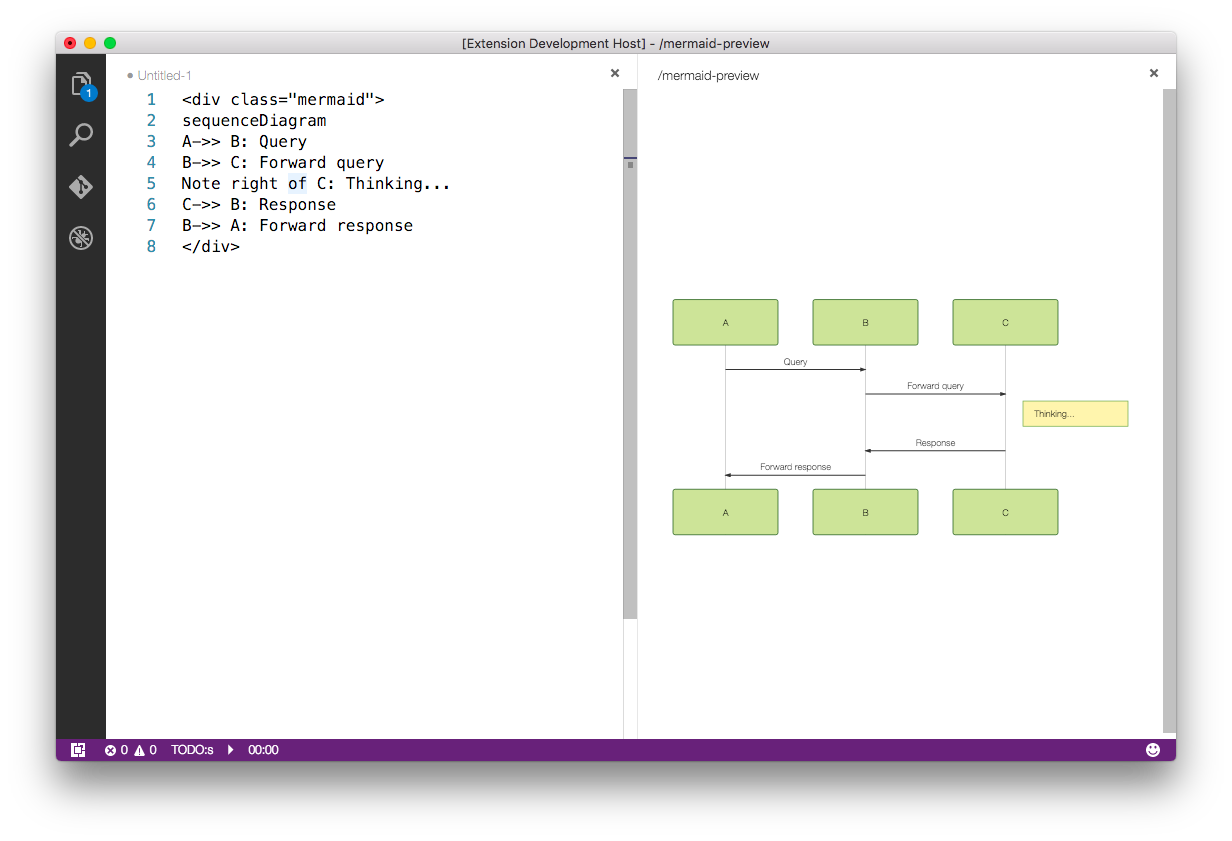 [Extension Development Host] - /mermaid-preview
Untitled-1
1 <div class="mermaid">
2 sequenceDiagram
3 A->> B: Query
4 B->> C: Forward query
5 Note right of C: Thinking...
6 C->> B: Response
7 B->> A: Forward response
8 </div>
/mermaid-preview
A B C
Query
Forward query
Thinking...
Response
Forward response
A B C
1
0 0 TODO:s 00:00